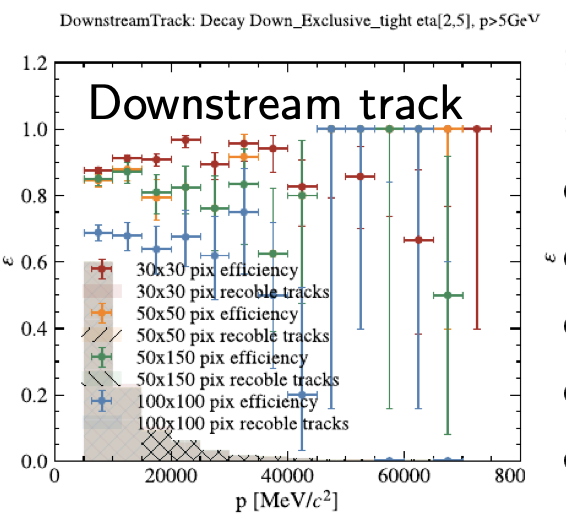 DownstreamTrack: Decay Down_Exclusive_tight eta[2,5], p>5GeV
1.2
Downstream track
1.0
0.8
ε
ε
0.6
30x30 pix efficiency
30x30 pix recoble tracks
50x50 pix efficiency
0.4
50x50 pix recoble tracks
50x150 pix efficiency
50x150 pix recoble tracks
0.2
100x100 pix efficiency
100x100 pix recoble tracks
0.0
0 20000 40000 60000 800
p [MeV/c²]